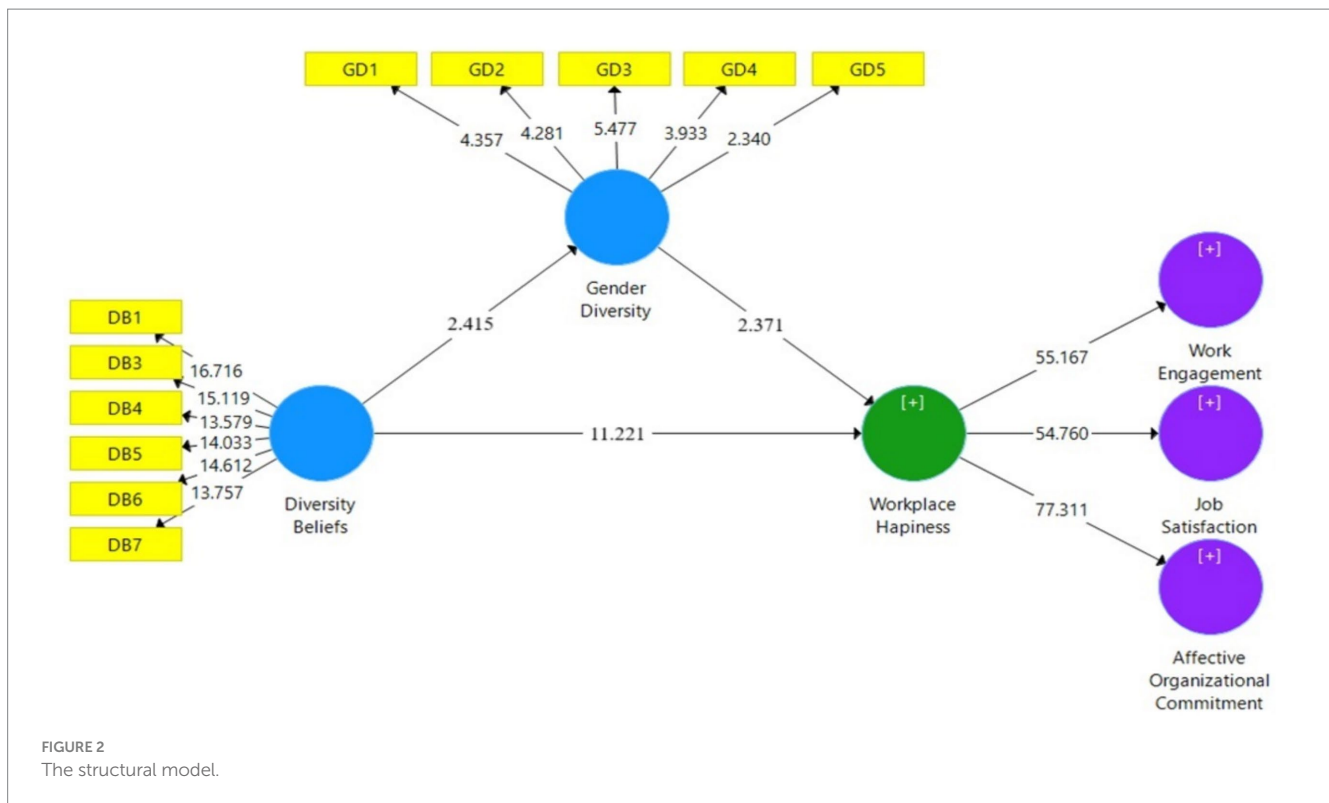 GD1 GD2 GD3 GD4 GD5
4.357 4.281 5.477 3.933 2.340
Gender
Diversity
2.415
2.371
DB1
DB3
DB4
DB5
DB6
DB7
16.716
15.119
13.579
14.033
14.612
13.757
Diversity
Beliefs
11.221
[+]
Workplace
Hapiness
55.167
54.760
77.311
[+]
Work
Engagement
[+]
Job
Satisfaction
[+]
Affective
Organizational
Commitment
FIGURE 2
The structural model.